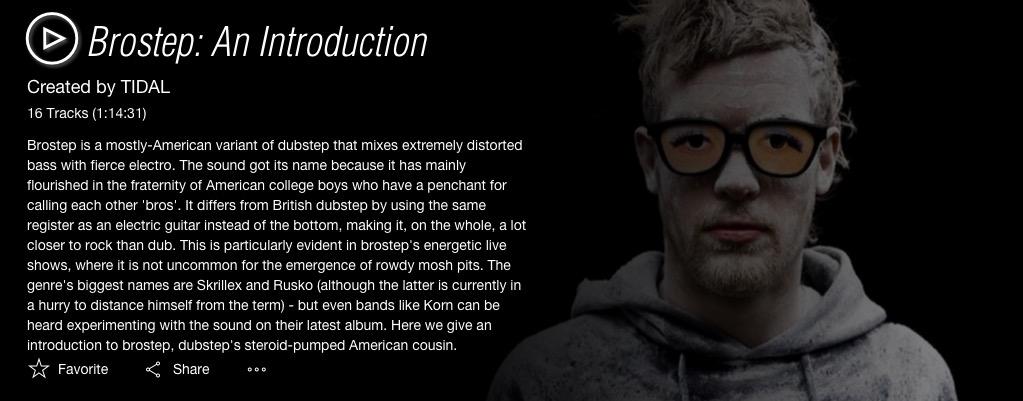 Brostep: An Introduction
Created by TIDAL
16 Tracks (1:14:31)
Brostep is a mostly-American variant of dubstep that mixes extremely distorted
bass with fierce electro. The sound got its name because it has mainly
flourished in the fraternity of American college boys who have a penchant for
calling each other 'bros'. It differs from British dubstep by using the same
register as an electric guitar instead of the bottom, making it, on the whole, a lot
closer to rock than dub. This is particularly evident in brostep's energetic live
shows, where it is not uncommon for the emergence of rowdy mosh pits. The
genre's biggest names are Skrillex and Rusko (although the latter is currently in
a hurry to distance himself from the term) - but even bands like Korn can be
heard experimenting with the sound on their latest album. Here we give an
introduction to brostep, dubstep's steroid-pumped American cousin.
Favorite Share